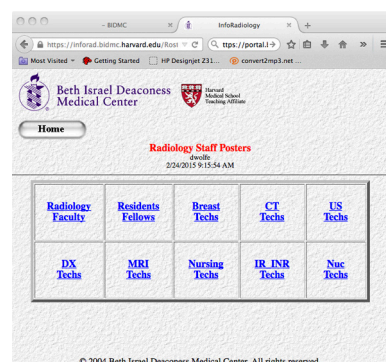 - BIDMC
InfoRadiology
https://inforad.bidmc.harvard.edu/Rost
ttps://portal.l
Most Visited
Getting Started
HP Designjet Z31...
convert2mp3.net ...
Beth Israel Deaconess
Medical Center
Harvard
Medical School
Teaching Affiliate
Home
Radiology Staff Posters
dwolfe
2/24/2015 9:15:54 AM
Radiology
Faculty
Residents
Fellows
Breast
Techs
CT
Techs
US
Techs
DX
Techs
MRI
Techs
Nursing
Techs
IR_INR
Techs
Nuc
Techs
© 2004 Beth Israel Deaconess Medical Center. All rights reserved